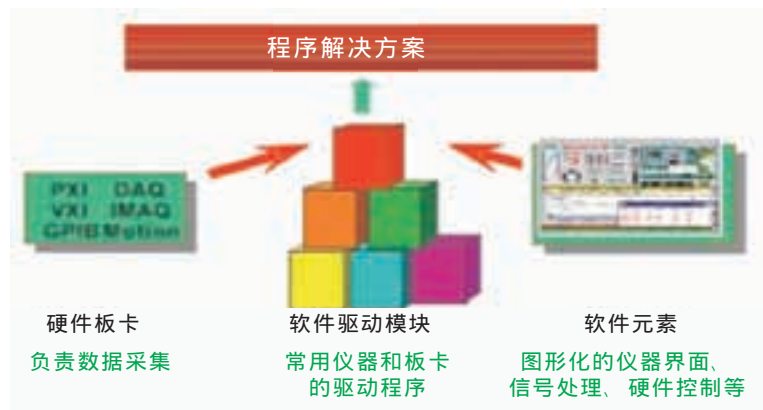 程序解决方案
PXI DAQ
VXI IMAQ
GPIB Motion
硬件板卡
软件驱动模块
软件元素
负责数据采集
常用仪器和板卡
的驱动程序
图形化的仪器界面、
信号处理、硬件控制等